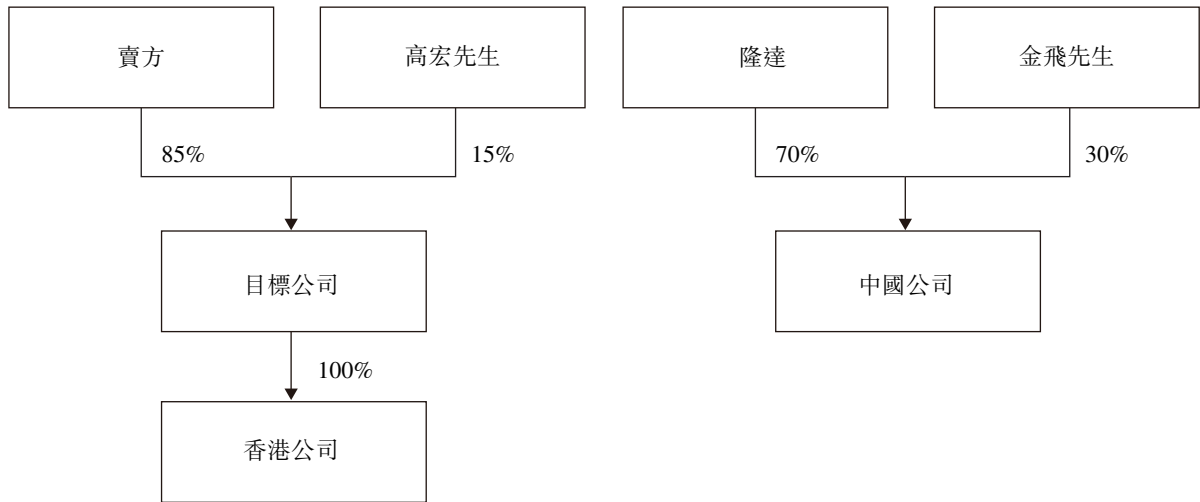 賣方
高宏先生
隆達
金飛先生
85%
15%
70%
30%
目標公司
中國公司
100%
香港公司